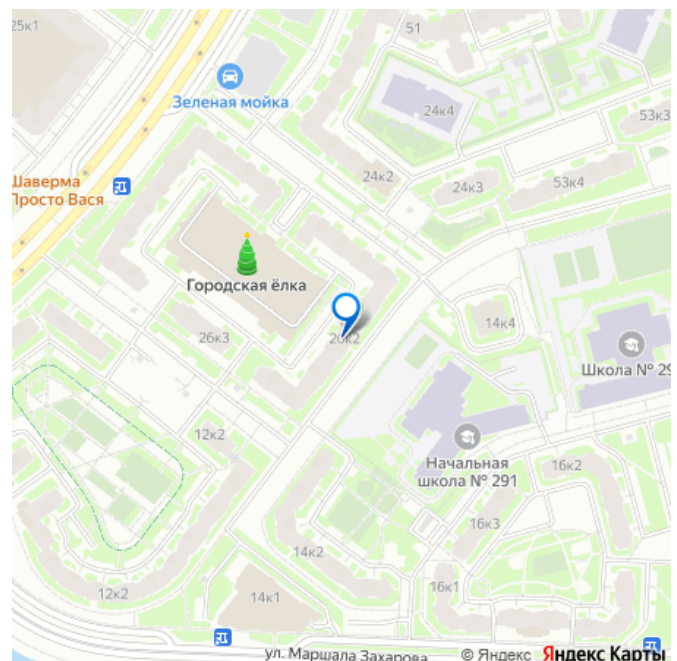 25к1
51
Зеленая мойка
24к4
53к3
Шаверма
Просто Вася
24к2
24к3
53к4
Городская ёлка
26к3
26к2
14к4
Школа № 29
12к2
Начальная
школа № 291
16к2
16к3
14к2
16к1
12к2
14к1
ул. Маршала Захарова
© Яндекс Яндекс Карты